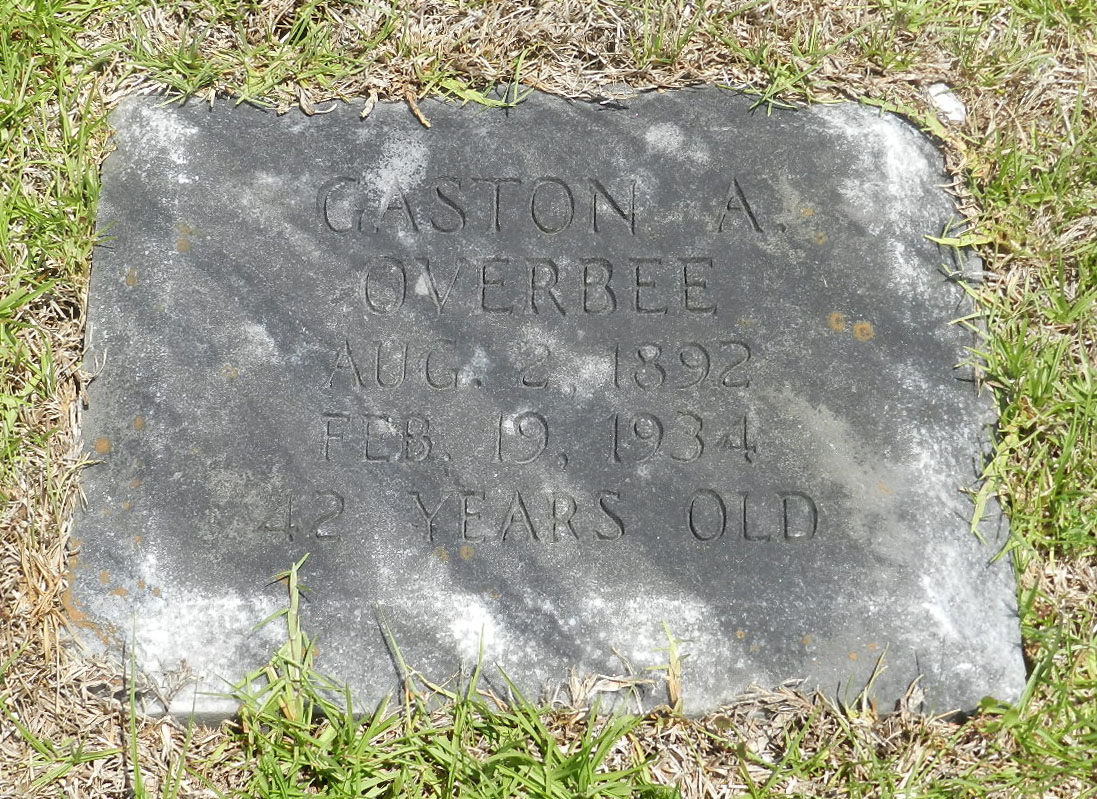 GASTON A.
OVERBEE
AUG. 2, 1892
FEB. 19, 1934
42 YEARS OLD